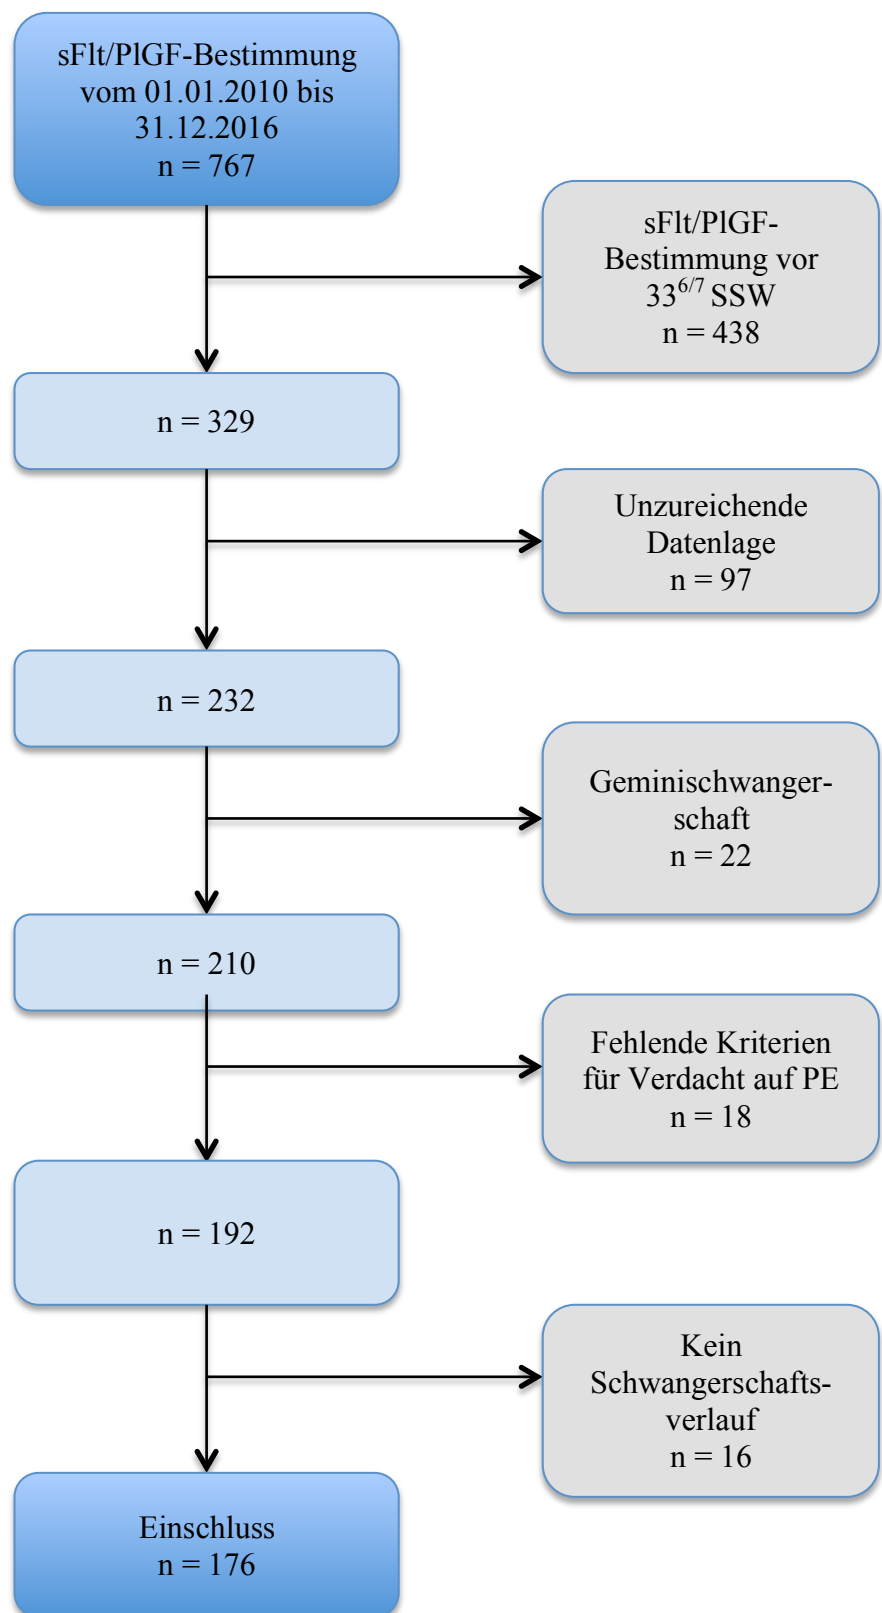 sFlt/PlGF-Bestimmung
vom 01.01.2010 bis
31.12.2016
n = 767
sFlt/PlGF-
Bestimmung vor
33^6/7 SSW
n = 438
n = 329
Unzureichende
Datenlage
n = 97
n = 232
Geminischwanger-
schaft
n = 22
n = 210
Fehlende Kriterien
für Verdacht auf PE
n = 18
n = 192
Kein
Schwangerschafts-
verlauf
n = 16
Einschluss
n = 176